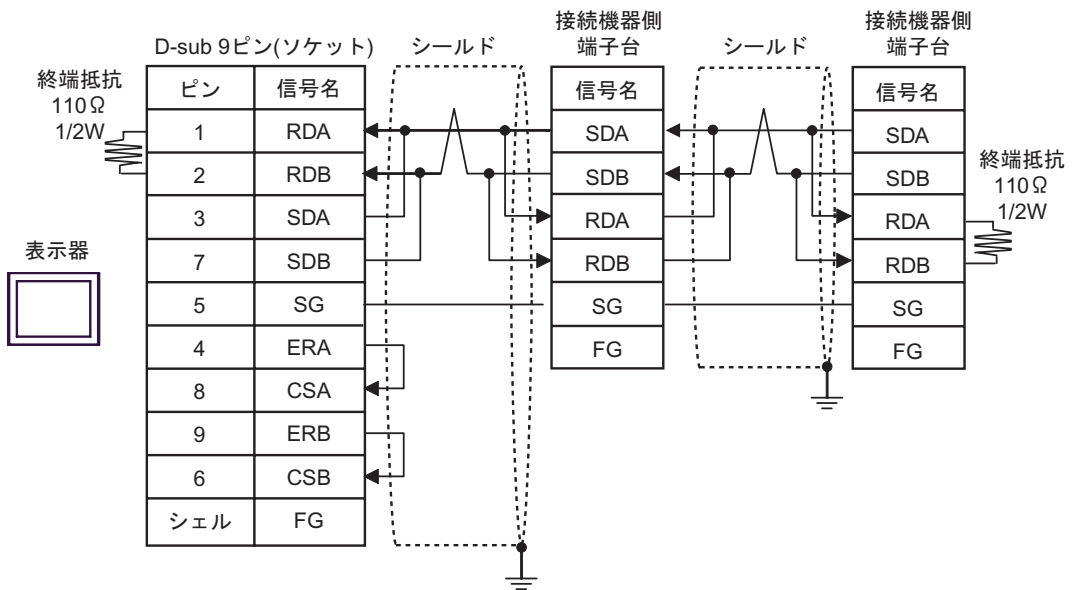 接続機器側
端子台
接続機器側
端子台
D-sub 9ピン(ソケット)
シールド
シールド
終端抵抗
110Ω
1/2W
ピン 信号名
1 RDA
2 RDB
3 SDA
7 SDB
5 SG
4 ERA
8 CSA
9 ERB
6 CSB
シェル FG
信号名
SDA
SDB
RDA
RDB
SG
FG
信号名
SDA
SDB
RDA
RDB
SG
FG
終端抵抗
110Ω
1/2W
表示器